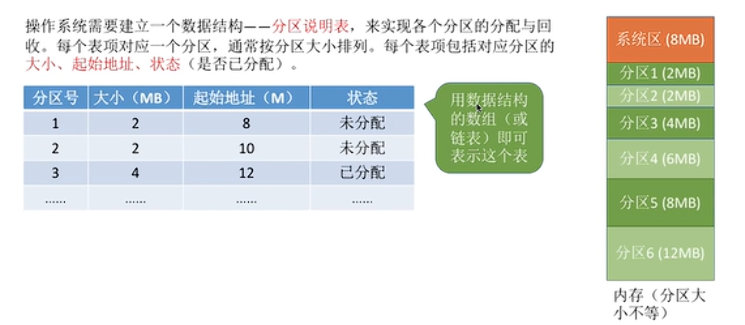 操作系统需要建立一个数据结构——分区说明表，来实现各个分区的分配与回
收。每个表项对应一个分区，通常按分区大小排列。每个表项包括对应分区的
大小、起始地址、状态（是否已分配）。
分区号 大小（MB） 起始地址（M） 状态
1 2 8 未分配
2 2 10 未分配
3 4 12 已分配
…… …… …… ……
用数据结构
的数组（或
链表）即可
表示这个表
系统区 (8MB)
分区1 (2MB)
分区2 (2MB)
分区3 (4MB)
分区4 (6MB)
分区5 (8MB)
分区6 (12MB)
内存（分区大
小不等）